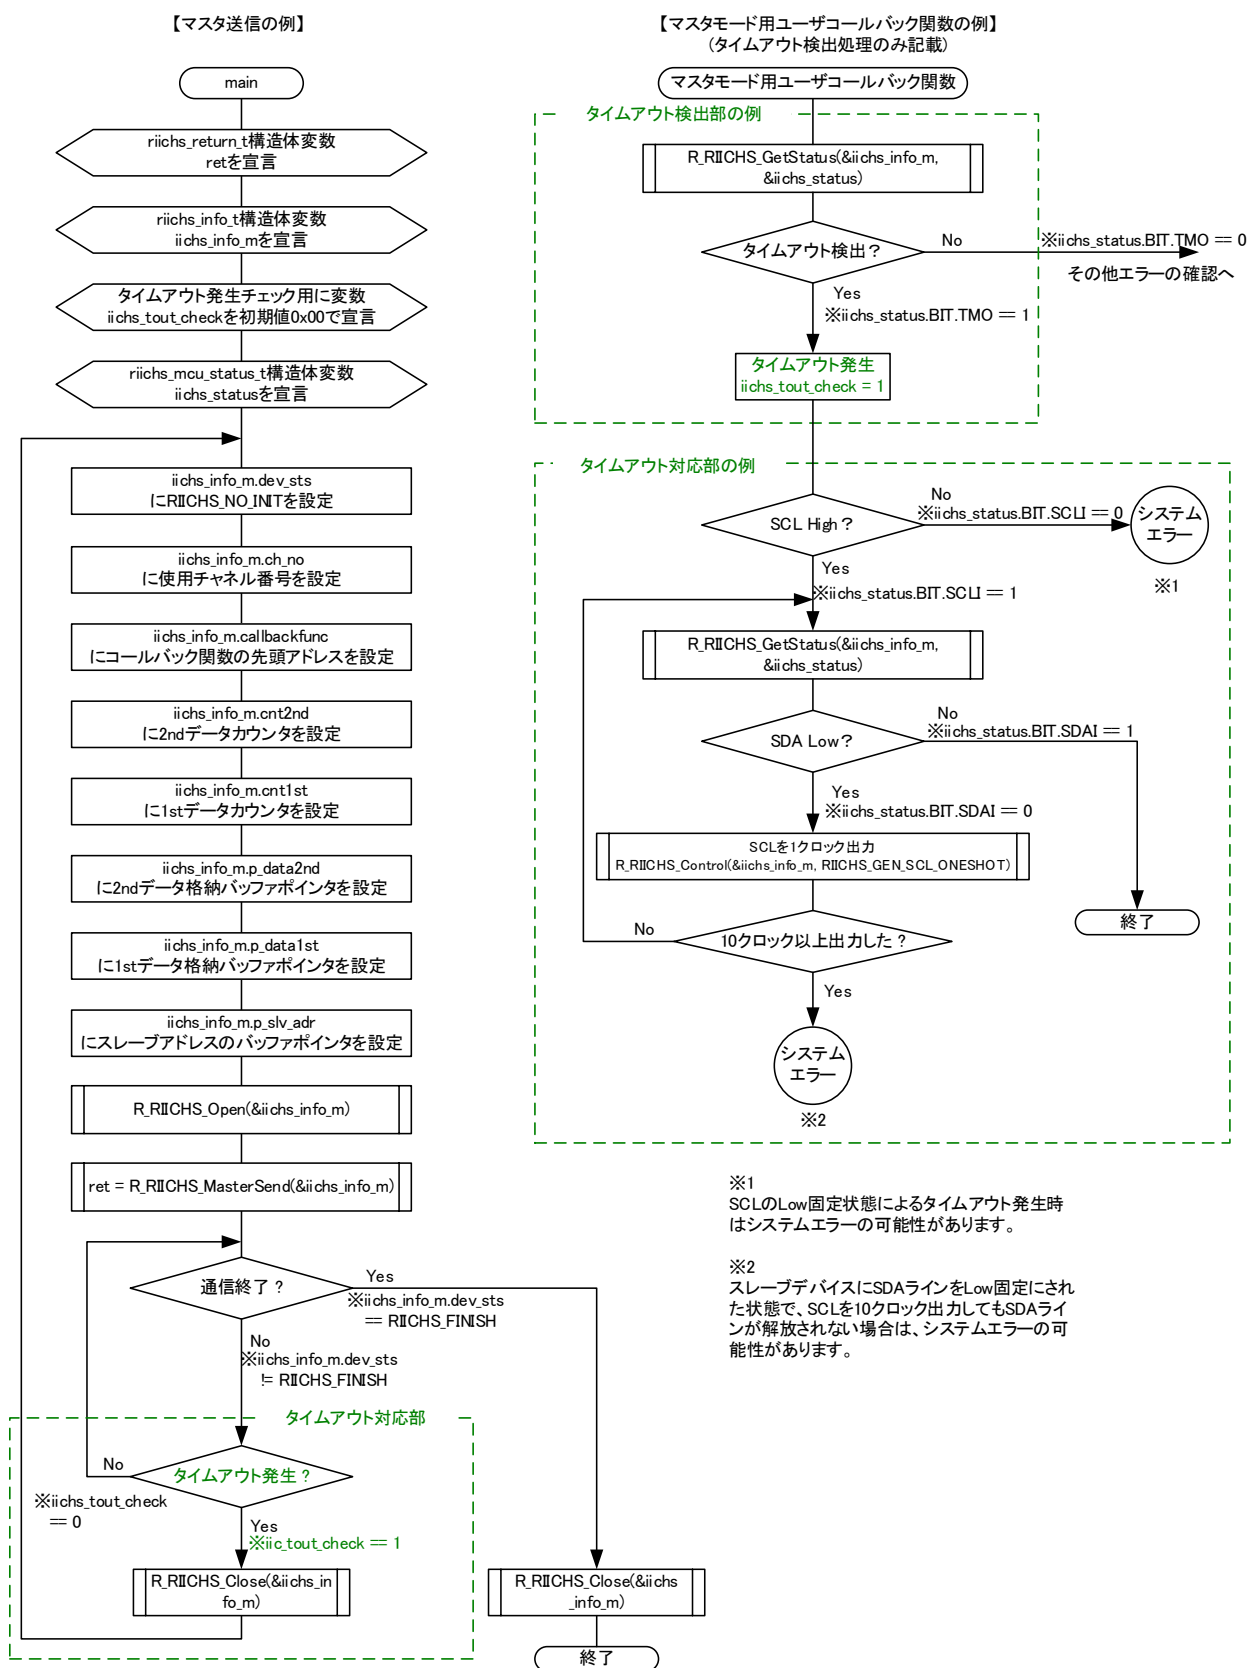 【マスタ送信の例】
main
riichs_return_t構造体変数
retを宣言
riichs_info_t構造体変数
iichs_info_mを宣言
タイムアウト発生チェック用に変数
iichs_tout_checkを初期値0x00で宣言
riichs_mcu_status_t構造体変数
iichs_statusを宣言
iichs_info_m.dev_sts
にRIICHS_NO_INITを設定
iichs_info_m.ch_no
に使用チャネル番号を設定
iichs_info_m.callbackfunc
にコールバック関数の先頭アドレスを設定
iichs_info_m.cnt2nd
に2ndデータカウンタを設定
iichs_info_m.cnt1st
に1stデータカウンタを設定
iichs_info_m.p_data2nd
に2ndデータ格納バッファポインタを設定
iichs_info_m.p_data1st
に1stデータ格納バッファポインタを設定
iichs_info_m.p_slv_adr
にスレーブアドレスのバッファポインタを設定
R_RIICHS_Open(&iichs_info_m)
ret = R_RIICHS_MasterSend(&iichs_info_m)
通信終了？
Yes
※iichs_info_m.dev_sts
== RIICHS_FINISH
No
※iichs_info_m.dev_sts
!= RIICHS_FINISH
タイムアウト対応部
タイムアウト発生？
No
※iichs_tout_check
== 0
Yes
※iic_tout_check == 1
R_RIICHS_Close(&iichs_in
fo_m)
R_RIICHS_Close(&iichs
_info_m)
終了
【マスタモード用ユーザコールバック関数の例】
（タイムアウト検出処理のみ記載）
マスタモード用ユーザコールバック関数
タイムアウト検出部の例
R_RIICHS_GetStatus(&iichs_info_m,
&iichs_status)
タイムアウト検出？
No
※iichs_status.BIT.TMO == 0
その他エラーの確認へ
Yes
※iichs_status.BIT.TMO == 1
タイムアウト発生
iichs_tout_check = 1
タイムアウト対応部の例
SCL High？
No
※iichs_status.BIT.SCLI == 0
システム
エラー
※1
Yes
※iichs_status.BIT.SCLI == 1
R_RIICHS_GetStatus(&iichs_info_m,
&iichs_status)
SDA Low？
No
※iichs_status.BIT.SDAI == 1
Yes
※iichs_status.BIT.SDAI == 0
SCLを1クロック出力
R_RIICHS_Control(&iichs_info_m, RIICHS_GEN_SCL_ONESHOT)
終了
10クロック以上出力した？
No
Yes
システム
エラー
※2
※1
SCLのLow固定状態によるタイムアウト発生時
はシステムエラーの可能性があります。
※2
スレーブデバイスにSDAラインをLow固定にされ
た状態で、SCLを10クロック出力してもSDAライ
ンが解放されない場合は、システムエラーの可
能性があります。